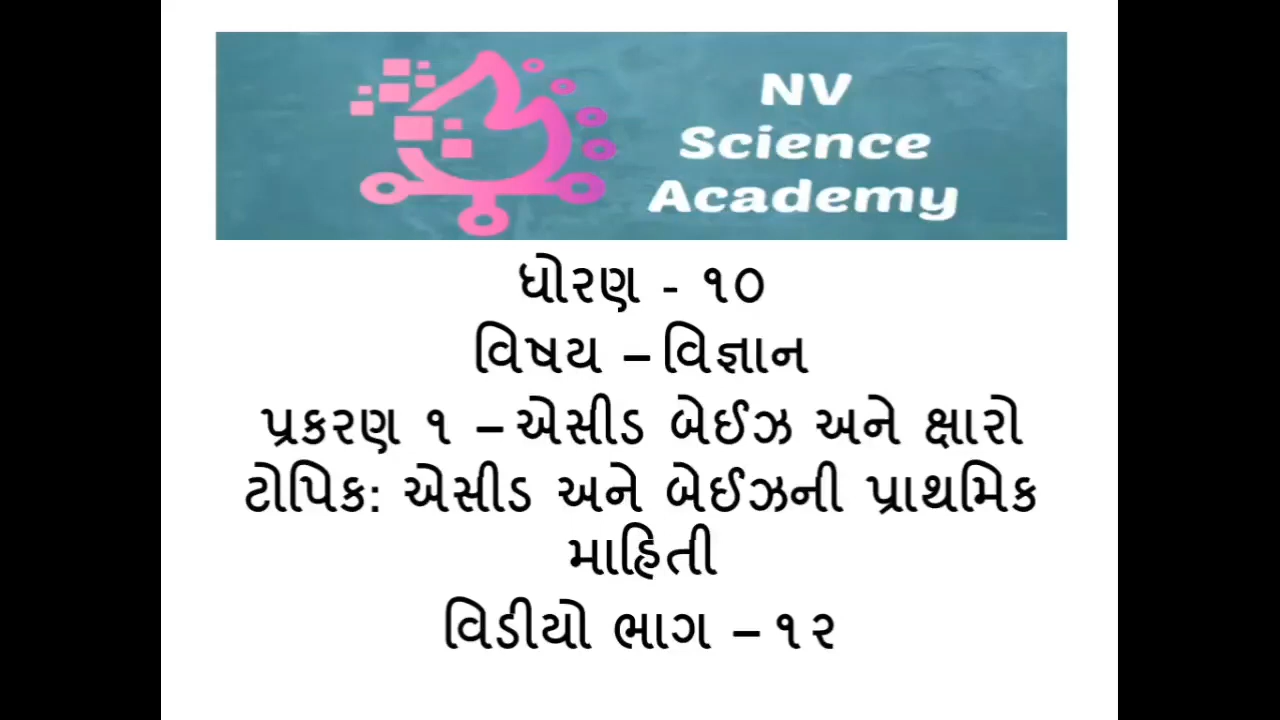 NV
Science
Academy
ધોરણ - ૧૦
વિષય – વિજ્ઞાન
પ્રકરણ ૧ – એસીડ બેઈઝ અને ક્ષારો
ટોપિક: એસીડ અને બેઈઝની પ્રાથમિક
માહિતી
વિડીયો ભાગ – ૧૨